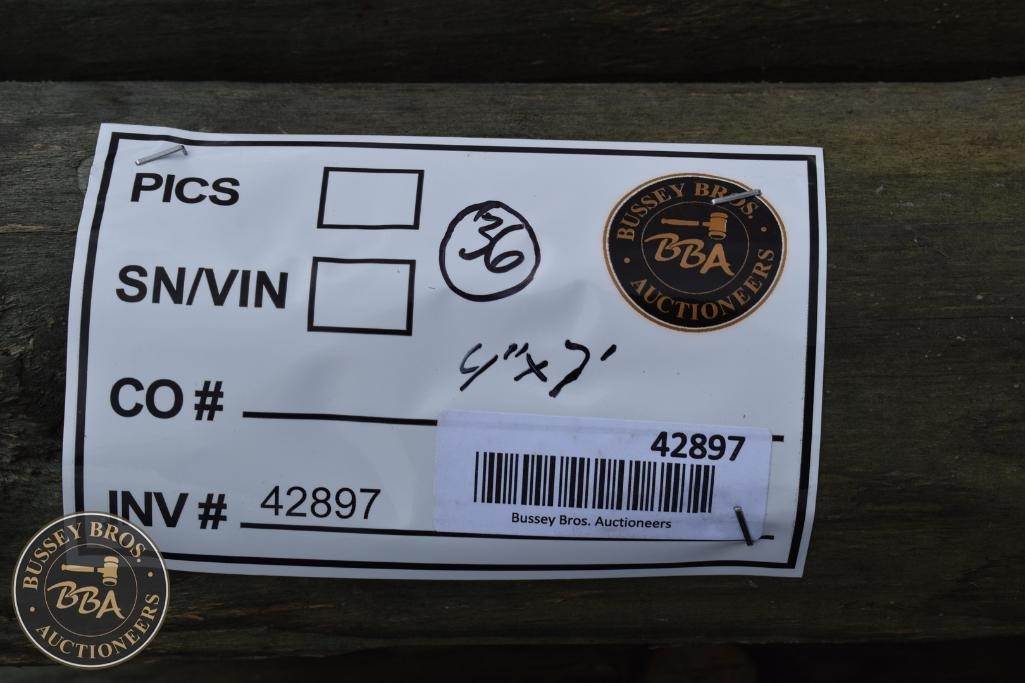 PICS
36
BUSSEY BROS.
BBA
AUCTIONEERS
SN/VIN
4"x7'
CO #
42897
INV # 42897
Bussey Bros. Auctioneers
BUSSEY BROS.
BBA
AUCTIONEERS